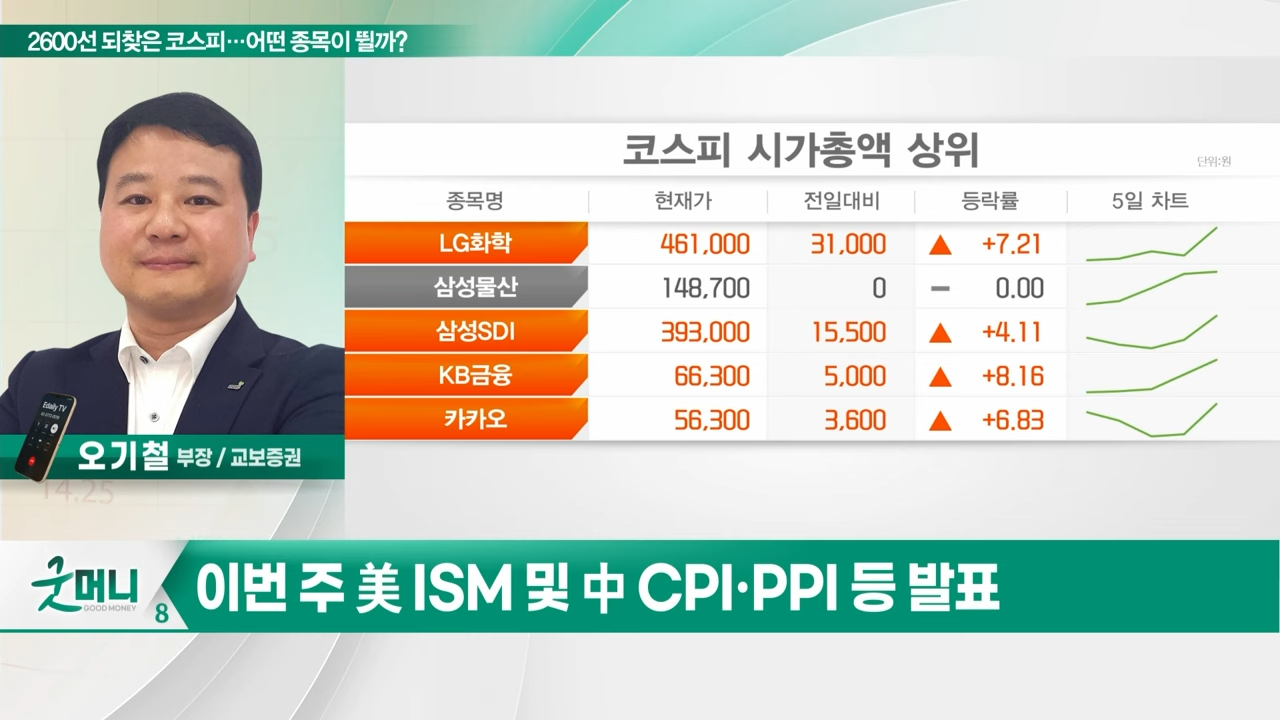 2600선 되찾은 코스피…어떤 종목이 뛸까?
코스피 시가총액 상위
단위:원
종목명 현재가 전일대비 등락률 5일 차트
LG화학 461,000 31,000 ▲ +7.21
삼성물산 148,700 0 – 0.00
삼성SDI 393,000 15,500 ▲ +4.11
KB금융 66,300 5,000 ▲ +8.16
카카오 56,300 3,600 ▲ +6.83
Edaily TV
오기철 부장 / 교보증권
14.25
굿머니
GOOD MONEY
8
이번 주 美 ISM 및 中 CPI·PPI 등 발표